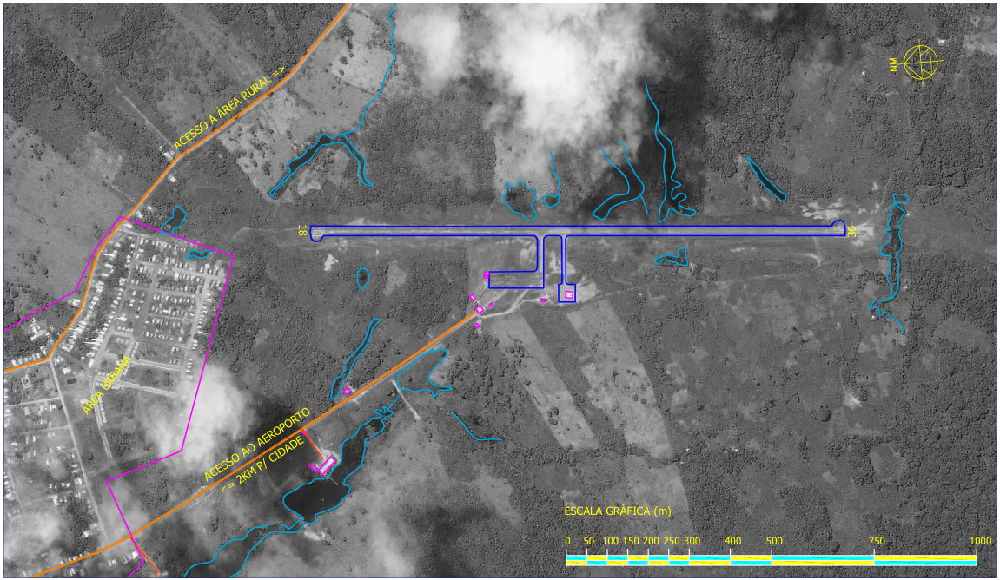 ACESSO A ÁREA RURAL =>
NM
18
36
ÁREA URBANA
ACESSO AO AEROPORTO
<= 2KM P/ CIDADE
ESCALA GRÁFICA (m)
0 50 100 150 200 250 300 400 500 750 1000